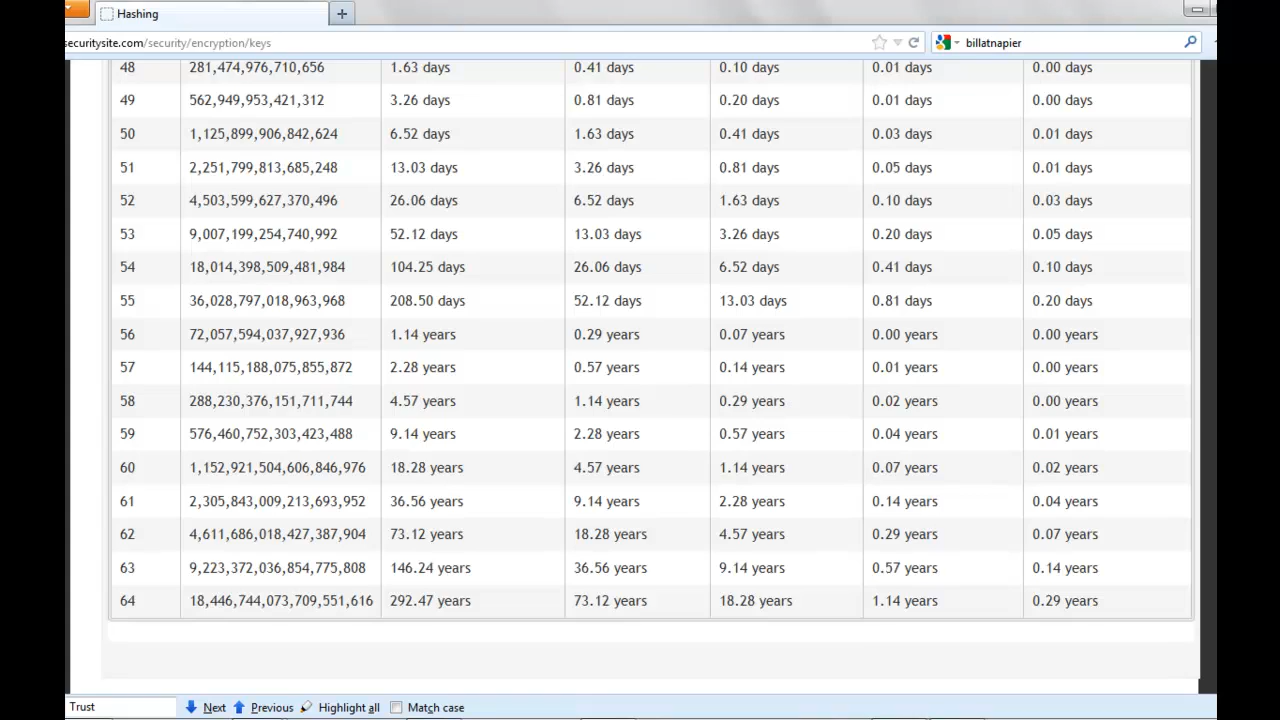 Hashing
securitysite.com/security/encryption/keys
billatnapier
48 281,474,976,710,656 1.63 days 0.41 days 0.10 days 0.01 days 0.00 days
49 562,949,953,421,312 3.26 days 0.81 days 0.20 days 0.01 days 0.00 days
50 1,125,899,906,842,624 6.52 days 1.63 days 0.41 days 0.03 days 0.01 days
51 2,251,799,813,685,248 13.03 days 3.26 days 0.81 days 0.05 days 0.01 days
52 4,503,599,627,370,496 26.06 days 6.52 days 1.63 days 0.10 days 0.03 days
53 9,007,199,254,740,992 52.12 days 13.03 days 3.26 days 0.20 days 0.05 days
54 18,014,398,509,481,984 104.25 days 26.06 days 6.52 days 0.41 days 0.10 days
55 36,028,797,018,963,968 208.50 days 52.12 days 13.03 days 0.81 days 0.20 days
56 72,057,594,037,927,936 1.14 years 0.29 years 0.07 years 0.00 years 0.00 years
57 144,115,188,075,855,872 2.28 years 0.57 years 0.14 years 0.01 years 0.00 years
58 288,230,376,151,711,744 4.57 years 1.14 years 0.29 years 0.02 years 0.00 years
59 576,460,752,303,423,488 9.14 years 2.28 years 0.57 years 0.04 years 0.01 years
60 1,152,921,504,606,846,976 18.28 years 4.57 years 1.14 years 0.07 years 0.02 years
61 2,305,843,009,213,693,952 36.56 years 9.14 years 2.28 years 0.14 years 0.04 years
62 4,611,686,018,427,387,904 73.12 years 18.28 years 4.57 years 0.29 years 0.07 years
63 9,223,372,036,854,775,808 146.24 years 36.56 years 9.14 years 0.57 years 0.14 years
64 18,446,744,073,709,551,616 292.47 years 73.12 years 18.28 years 1.14 years 0.29 years
Trust Next Previous Highlight all Match case